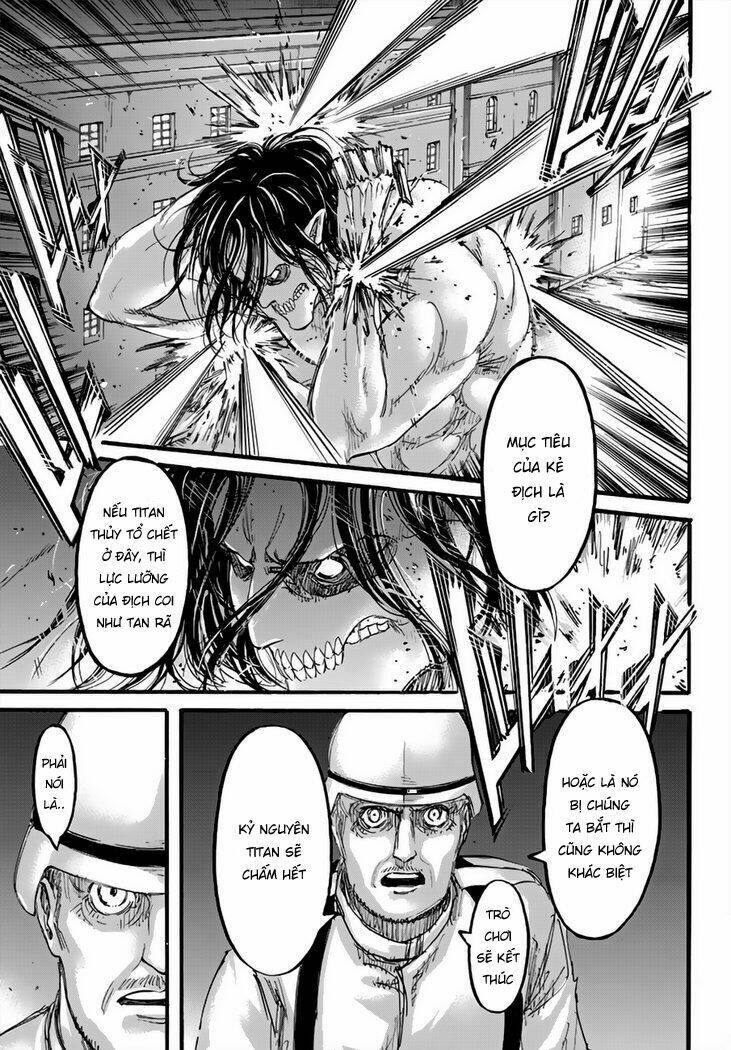 MỤC TIÊU
CỦA KẺ
ĐỊCH LÀ
GÌ?
NẾU TITAN
THỦY TỔ CHẾT
Ở ĐÂY, THÌ
LỰC LƯỠNG
CỦA ĐỊCH COI
NHƯ TAN RÃ
HOẶC LÀ NÓ
BỊ CHÚNG
TA BẮT THÌ
CŨNG KHÔNG
KHÁC BIỆT
TRÒ
CHƠI
SẼ KẾT
THÚC
KỶ NGUYÊN
TITAN SẼ
CHẤM HẾT
PHẢI
NÓI
LÀ..
4